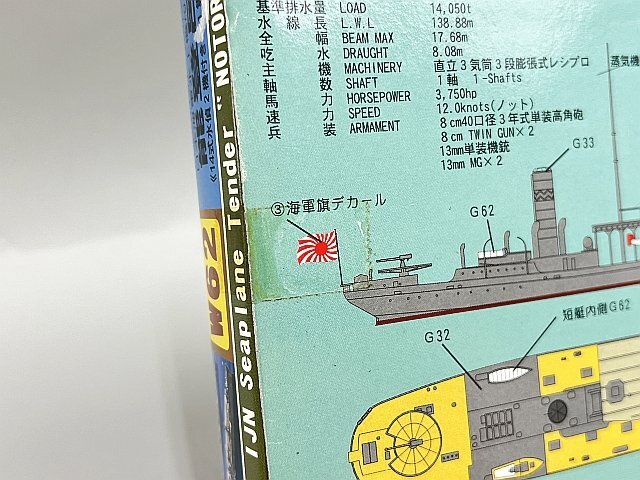 基準排水量 LOAD 14,050t
水線長 L.W.L 138.88m
全幅 BEAM MAX 17.68m
吃水 DRAUGHT 8.08m
主機 MACHINERY 直立3気筒3段膨張式レシプロ
軸数 SHAFT 1軸 1-Shafts
馬力 HORSEPOWER 3,750hp
速力 SPEED 12.0knots(ノット)
兵装 ARMAMENT 8cm40口径3年式単装高角砲
8cm TWIN GUN×2
13mm単装機銃
13mm MG×2
蒸気機
G33
③海軍旗デカール
G62
短艇内側G62
G32
W62
IJN Seaplane Tender "NOTOR